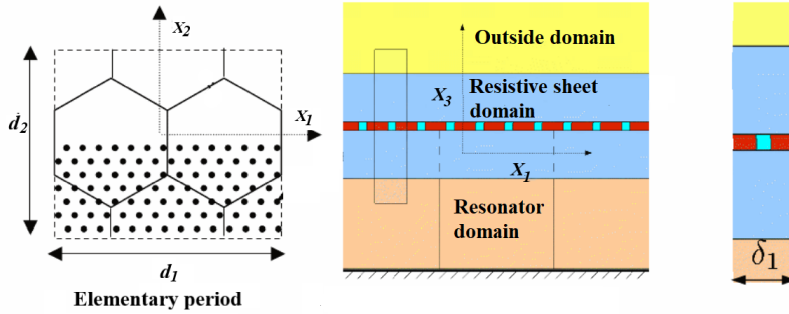 X2
X1
d2
d1
Elementary period
Outside domain
Resistive sheet
domain
X3
X1
Resonator
domain
δ1